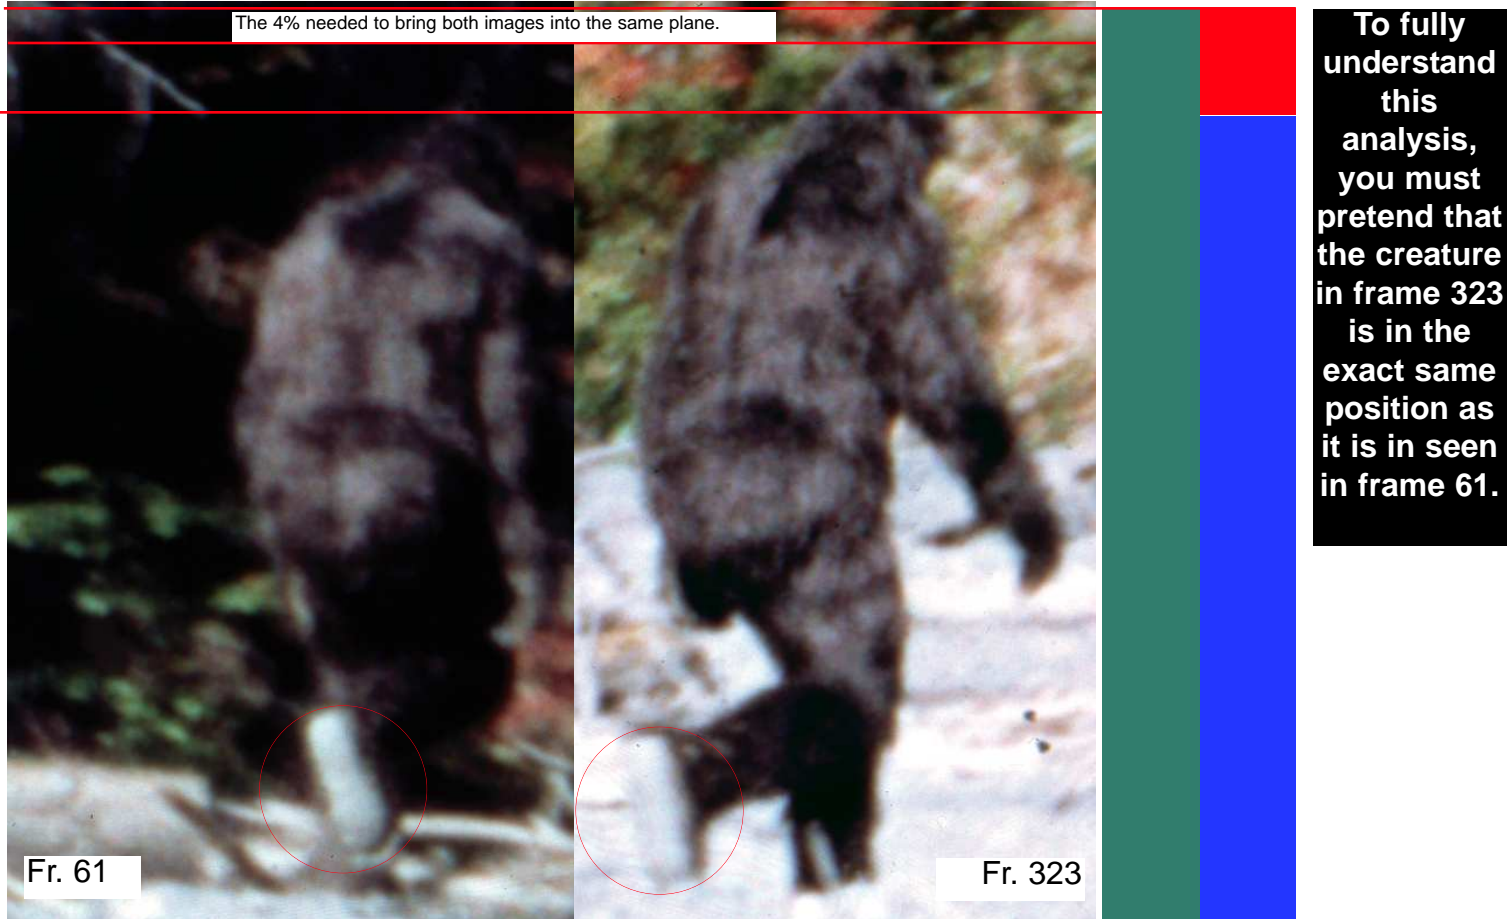 The 4% needed to bring both images into the same plane.
To fully
understand
this
analysis,
you must
pretend that
the creature
in frame 323
is in the
exact same
position as
it is in seen
in frame 61.
Fr. 61
Fr. 323